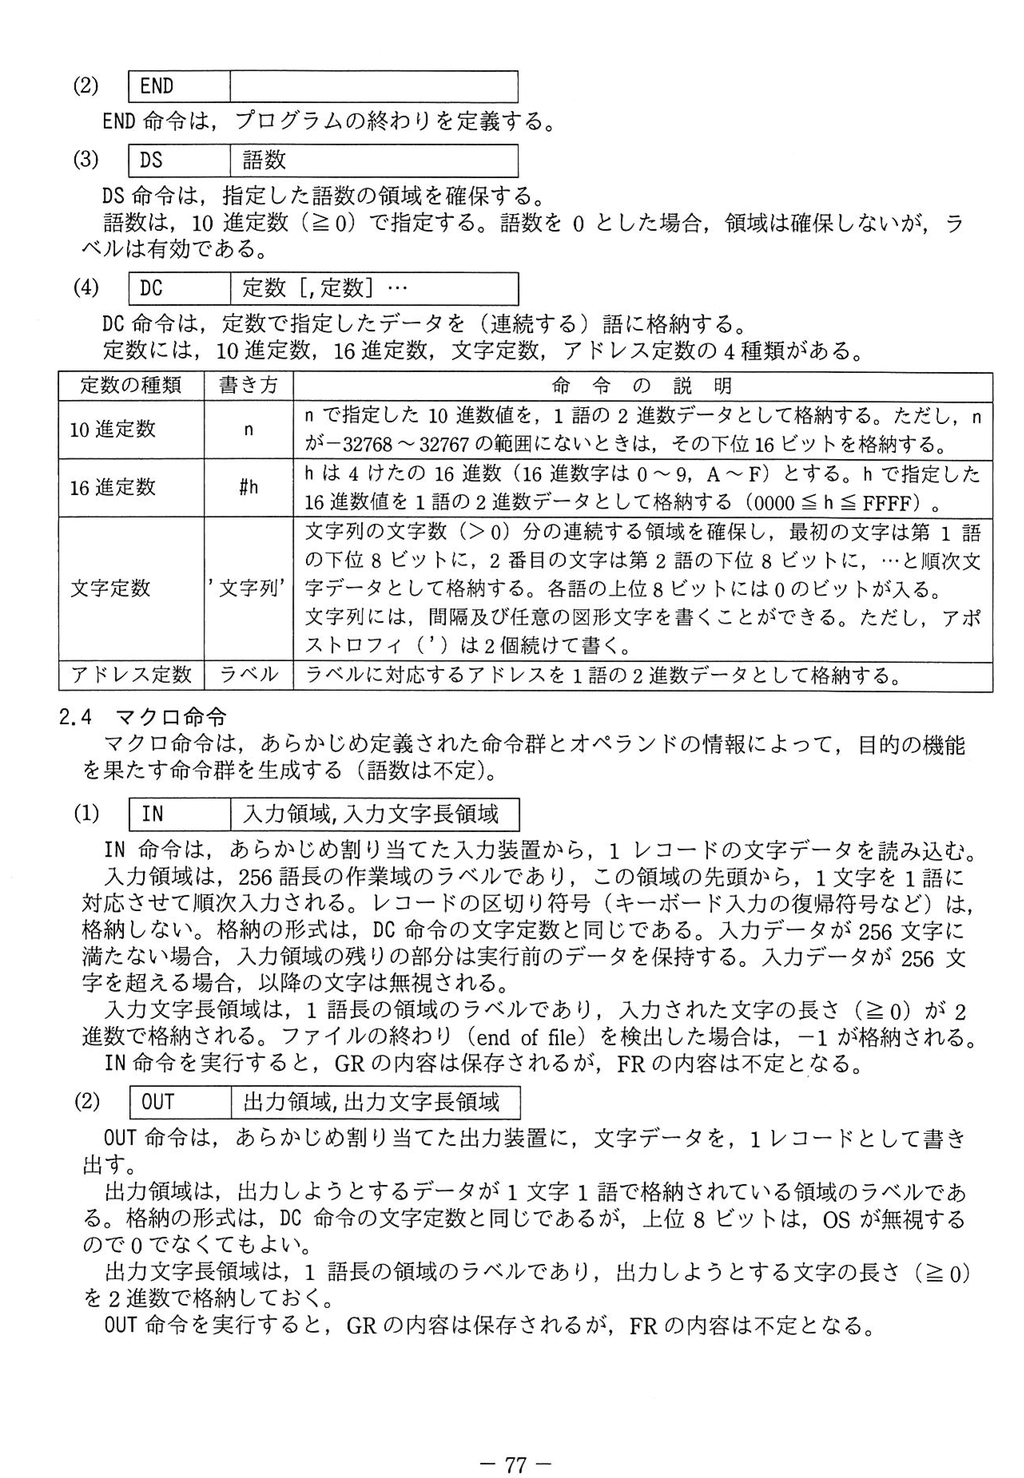 (2) END
END 命令は，プログラムの終わりを定義する。
(3) DS 語数
DS 命令は，指定した語数の領域を確保する。
語数は，10 進定数（≧0）で指定する。語数を 0 とした場合，領域は確保しないが，ラ
ベルは有効である。
(4) DC 定数［,定数］…
DC 命令は，定数で指定したデータを（連続する）語に格納する。
定数には，10 進定数，16 進定数，文字定数，アドレス定数の 4 種類がある。
定数の種類 書き方 命令の説明
10 進定数 n n で指定した 10 進数値を，1 語の 2 進数データとして格納する。ただし，n
が－32768～32767 の範囲にないときは，その下位 16 ビットを格納する。
16 進定数 #h h は 4 けたの 16 進数（16 進数字は 0～9，A～F）とする。h で指定した
16 進数値を 1 語の 2 進数データとして格納する（0000≦h≦FFFF）。
文字定数 '文字列' 文字列の文字数（＞0）分の連続する領域を確保し，最初の文字は第 1 語
の下位 8 ビットに，2 番目の文字は第 2 語の下位 8 ビットに，…と順次文
字データとして格納する。各語の上位 8 ビットには 0 のビットが入る。
文字列には，間隔及び任意の図形文字を書くことができる。ただし，アポ
ストロフィ（'）は 2 個続けて書く。
アドレス定数 ラベル ラベルに対応するアドレスを 1 語の 2 進数データとして格納する。
2.4 マクロ命令
マクロ命令は，あらかじめ定義された命令群とオペランドの情報によって，目的の機能
を果たす命令群を生成する（語数は不定）。
(1) IN 入力領域,入力文字長領域
IN 命令は，あらかじめ割り当てた入力装置から，1 レコードの文字データを読み込む。
入力領域は，256 語長の作業域のラベルであり，この領域の先頭から，1 文字を 1 語に
対応させて順次入力される。レコードの区切り符号（キーボード入力の復帰符号など）は，
格納しない。格納の形式は，DC 命令の文字定数と同じである。入力データが 256 文字に
満たない場合，入力領域の残りの部分は実行前のデータを保持する。入力データが 256 文
字を超える場合，以降の文字は無視される。
入力文字長領域は，1 語長の領域のラベルであり，入力された文字の長さ（≧0）が 2
進数で格納される。ファイルの終わり（end of file）を検出した場合は，－1 が格納される。
IN 命令を実行すると，GR の内容は保存されるが，FR の内容は不定となる。
(2) OUT 出力領域,出力文字長領域
OUT 命令は，あらかじめ割り当てた出力装置に，文字データを，1 レコードとして書き
出す。
出力領域は，出力しようとするデータが 1 文字 1 語で格納されている領域のラベルであ
る。格納の形式は，DC 命令の文字定数と同じであるが，上位 8 ビットは，OS が無視する
ので 0 でなくてもよい。
出力文字長領域は，1 語長の領域のラベルであり，出力しようとする文字の長さ（≧0）
を 2 進数で格納しておく。
OUT 命令を実行すると，GR の内容は保存されるが，FR の内容は不定となる。
－ 77 －